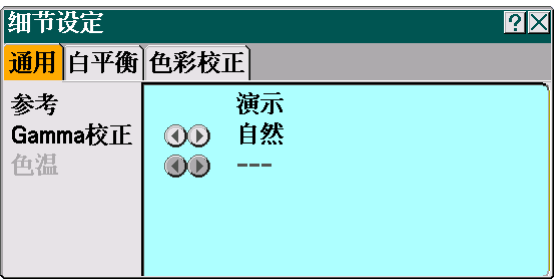 细节设定
通用 白平衡 色彩校正
参考 演示
Gamma校正 自然
色温 ---